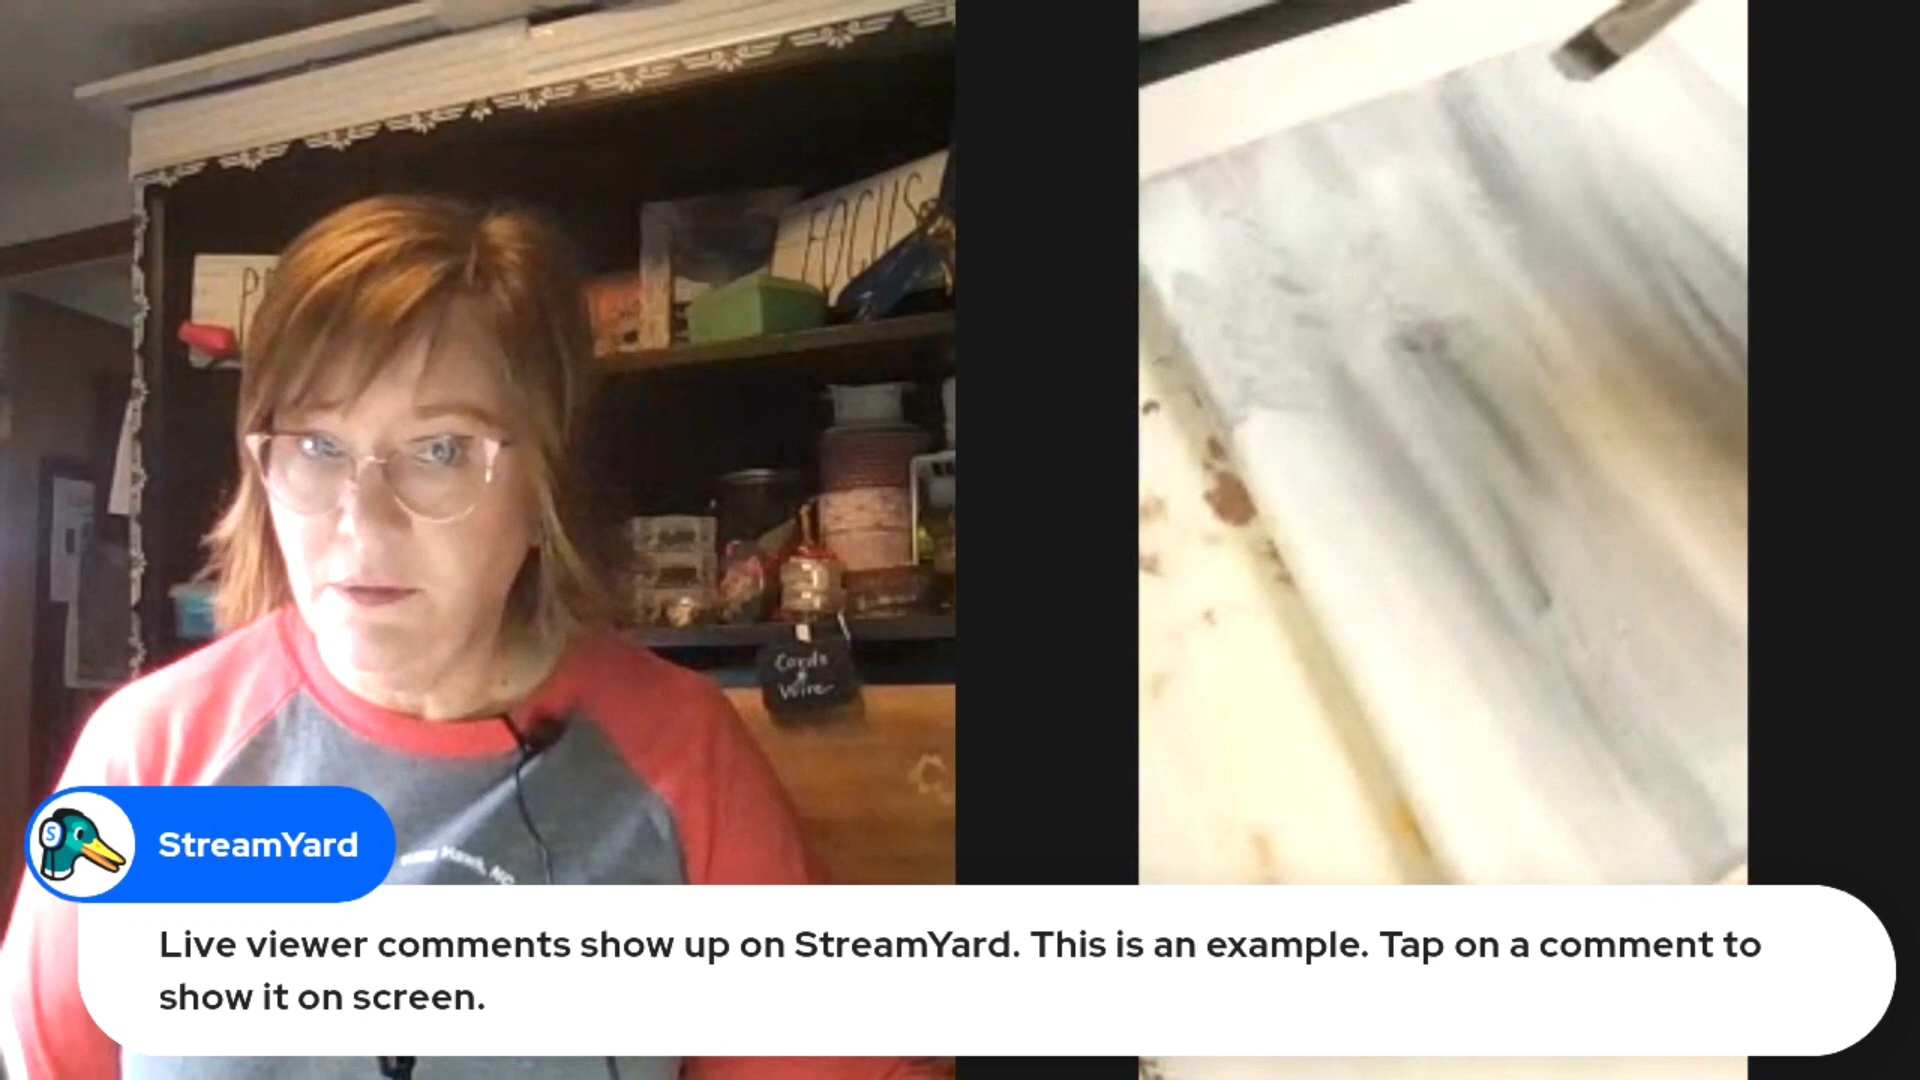 FOCUS
Cords
+
Wire
StreamYard
Live viewer comments show up on StreamYard. This is an example. Tap on a comment to
show it on screen.